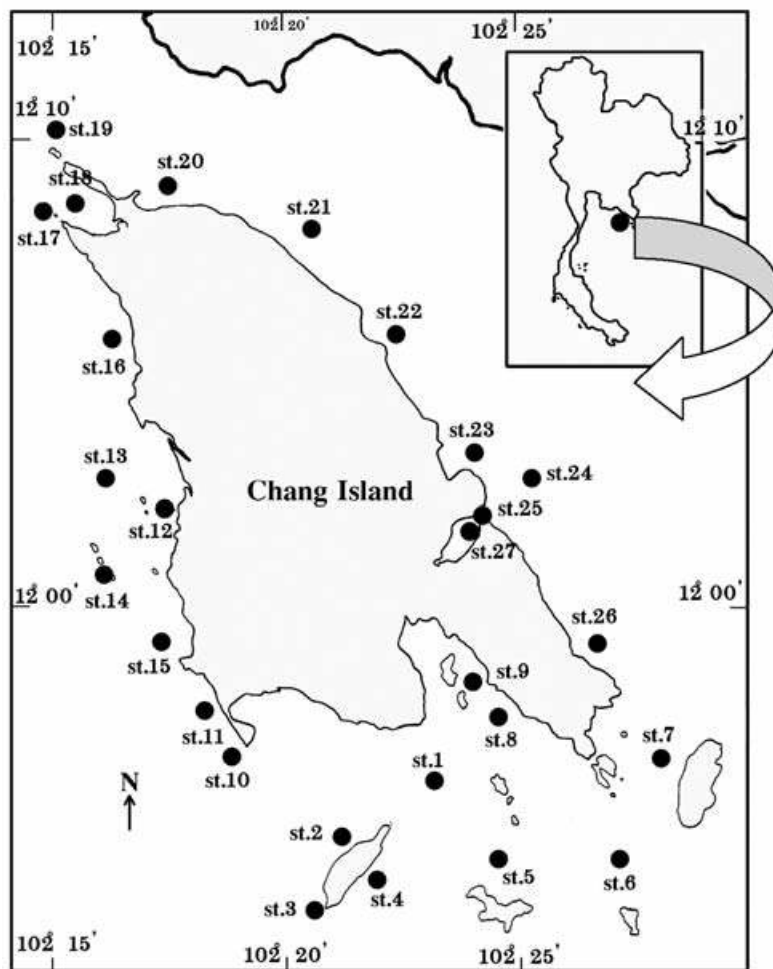 102° 15'
102° 20'
102° 25'
12° 10'
12° 10'
st.19
st.20
st.18
st.17
st.21
st.22
st.16
st.23
st.13
st.24
Chang Island
st.25
st.12
st.27
st.14
12° 00'
12° 00'
st.26
st.15
st.9
st.11
st.8
st.7
st.10
st.1
N
st.2
st.5
st.6
st.4
st.3
102° 15'
102° 20'
102° 25'